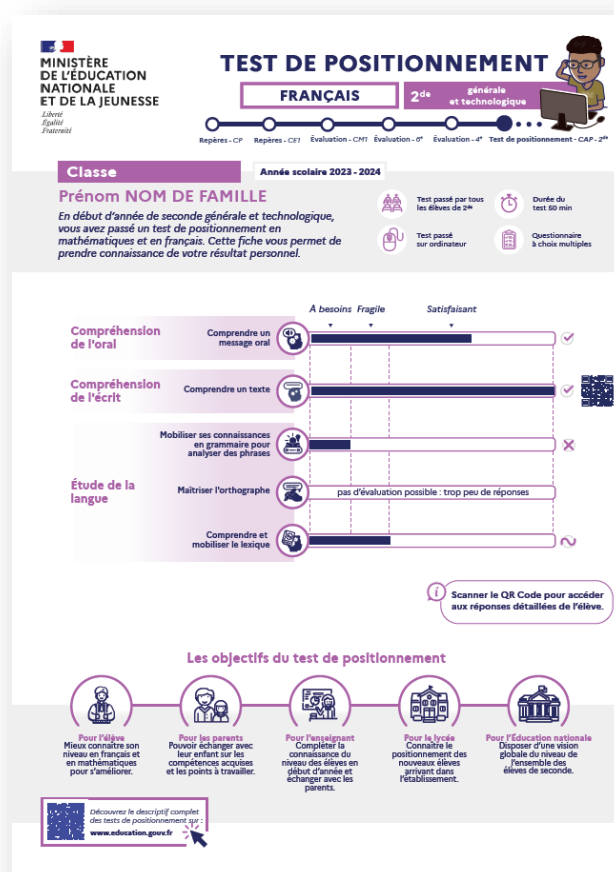 MINISTÈRE
DE L'ÉDUCATION
NATIONALE
ET DE LA JEUNESSE
Liberté
Égalité
Fraternité
TEST DE POSITIONNEMENT
FRANÇAIS
2de
générale
et technologique
Repères - CP
Repères - CE1
Évaluation - CM1
Évaluation - 6e
Évaluation - 4e
Test de positionnement - CAP - 2de
Classe
Année scolaire 2023 - 2024
Prénom NOM DE FAMILLE
En début d'année de seconde générale et technologique,
vous avez passé un test de positionnement en
mathématiques et en français. Cette fiche vous permet de
prendre connaissance de votre résultat personnel.
Test passé par tous
les élèves de 2de
Durée du
test 50 min
Test passé
sur ordinateur
Questionnaire
à choix multiples
À besoins
Fragile
Satisfaisant
Compréhension
de l'oral
Comprendre un
message oral
Compréhension
de l'écrit
Comprendre un texte
Étude de la
langue
Mobiliser ses connaissances
en grammaire pour
analyser des phrases
Maîtriser l'orthographe
pas d'évaluation possible : trop peu de réponses
Comprendre et
mobiliser le lexique
Scanner le QR Code pour accéder
aux réponses détaillées de l'élève.
Les objectifs du test de positionnement
Pour l'élève
Mieux connaître son
niveau en français et
en mathématiques
pour s'améliorer.
Pour les parents
Pouvoir échanger avec
leur enfant sur les
compétences acquises
et les points à travailler.
Pour l'enseignant
Compléter la
connaissance du
niveau des élèves en
début d'année et
échanger avec les
parents.
Pour le lycée
Connaître le
positionnement des
nouveaux élèves
arrivant dans
l'établissement.
Pour l'Éducation nationale
Disposer d'une vision
globale du niveau de
l'ensemble des
élèves de seconde.
Découvrez le descriptif complet
des tests de positionnement sur :
www.education.gouv.fr